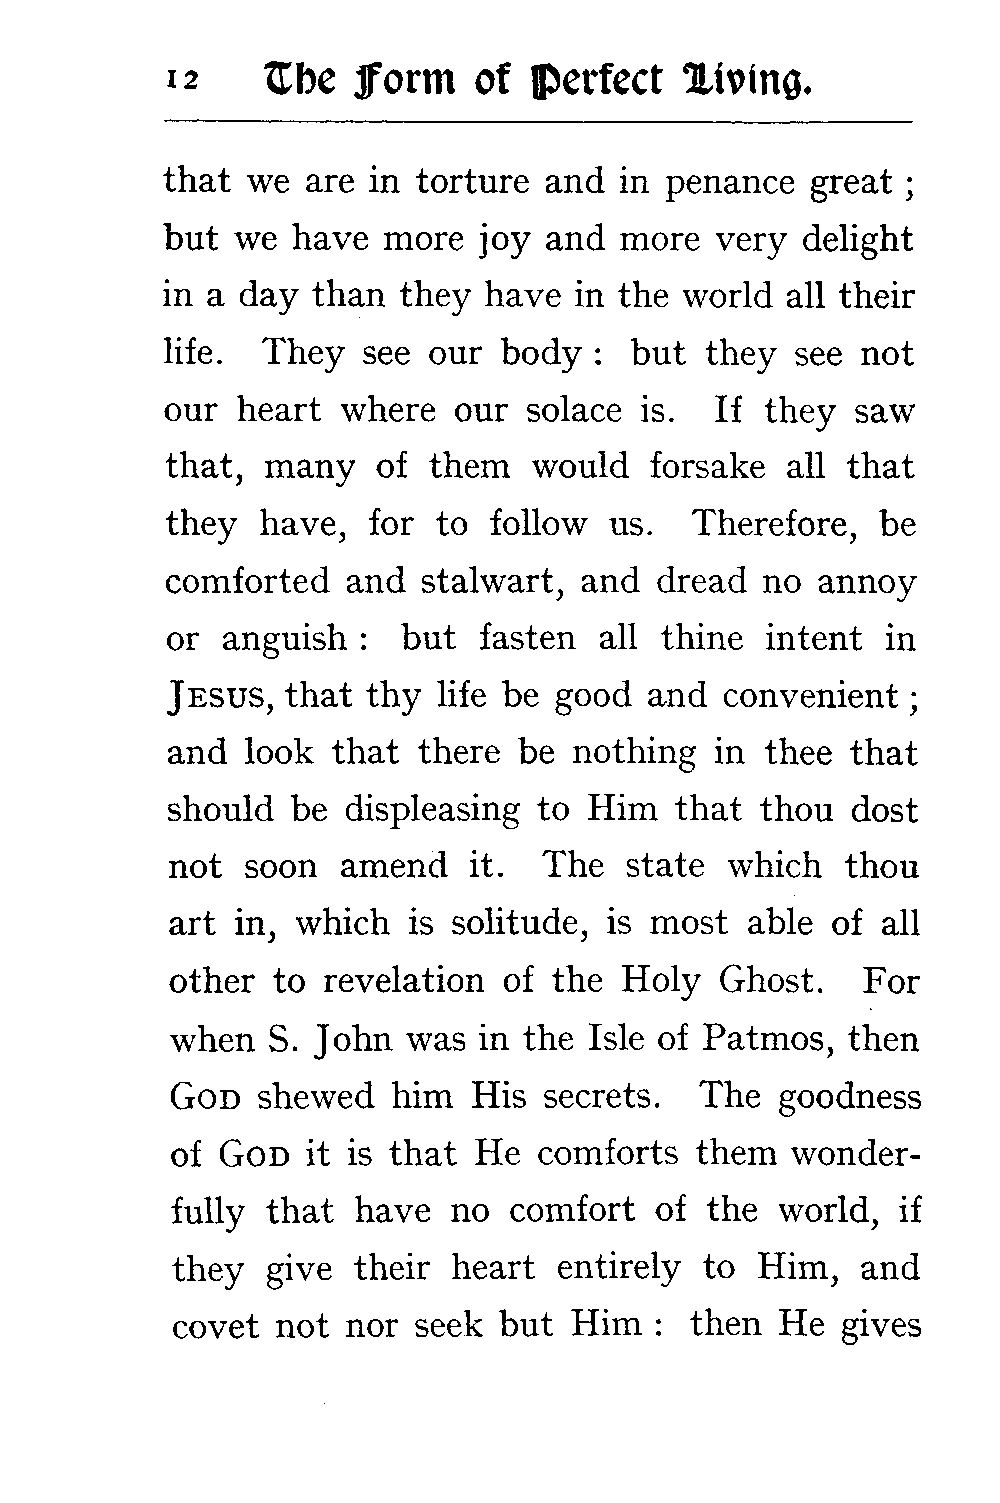 12 The Form of Perfect Living.
that we are in torture and in penance great ;
but we have more joy and more very delight
in a day than they have in the world all their
life. They see our body : but they see not
our heart where our solace is. If they saw
that, many of them would forsake all that
they have, for to follow us. Therefore, be
comforted and stalwart, and dread no annoy
or anguish : but fasten all thine intent in
JESUS, that thy life be good and convenient ;
and look that there be nothing in thee that
should be displeasing to Him that thou dost
not soon amend it. The state which thou
art in, which is solitude, is most able of all
other to revelation of the Holy Ghost. For
when S. John was in the Isle of Patmos, then
GOD shewed him His secrets. The goodness
of GOD it is that He comforts them wonder-
fully that have no comfort of the world, if
they give their heart entirely to Him, and
covet not nor seek but Him : then He gives